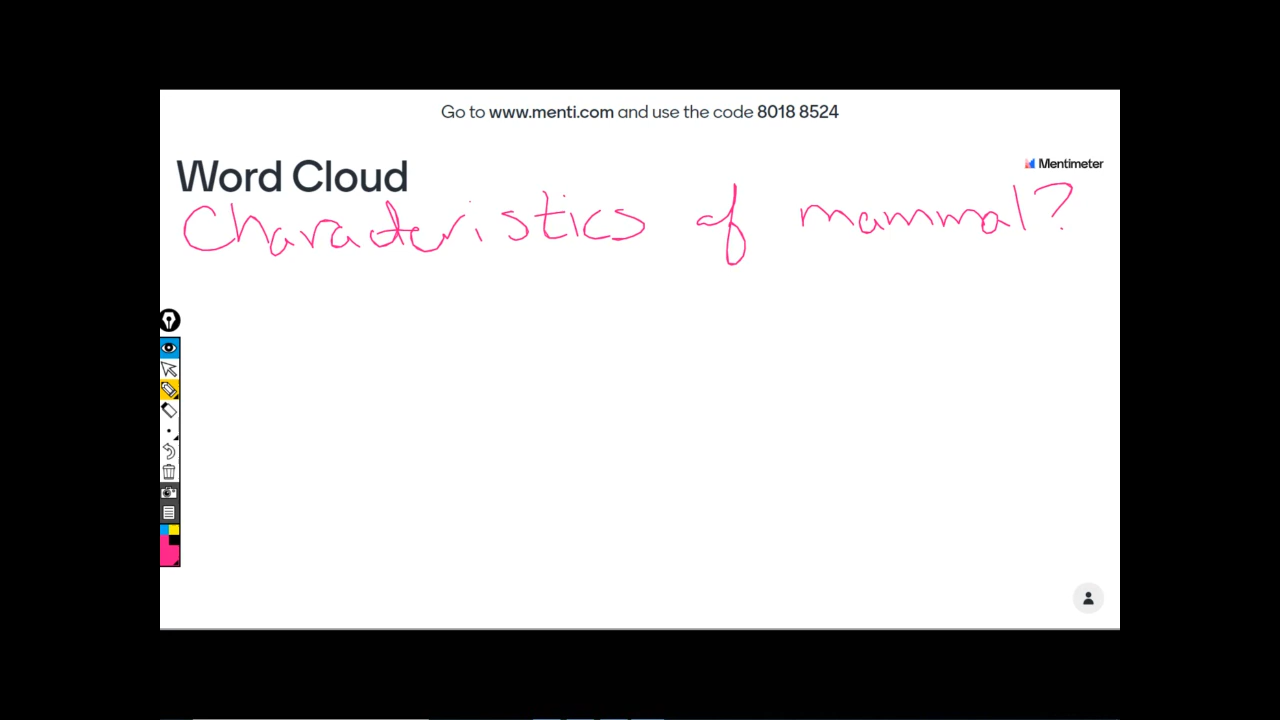 Go to www.menti.com and use the code 8018 8524
Mentimeter
Word Cloud
Characteristics of mammal?